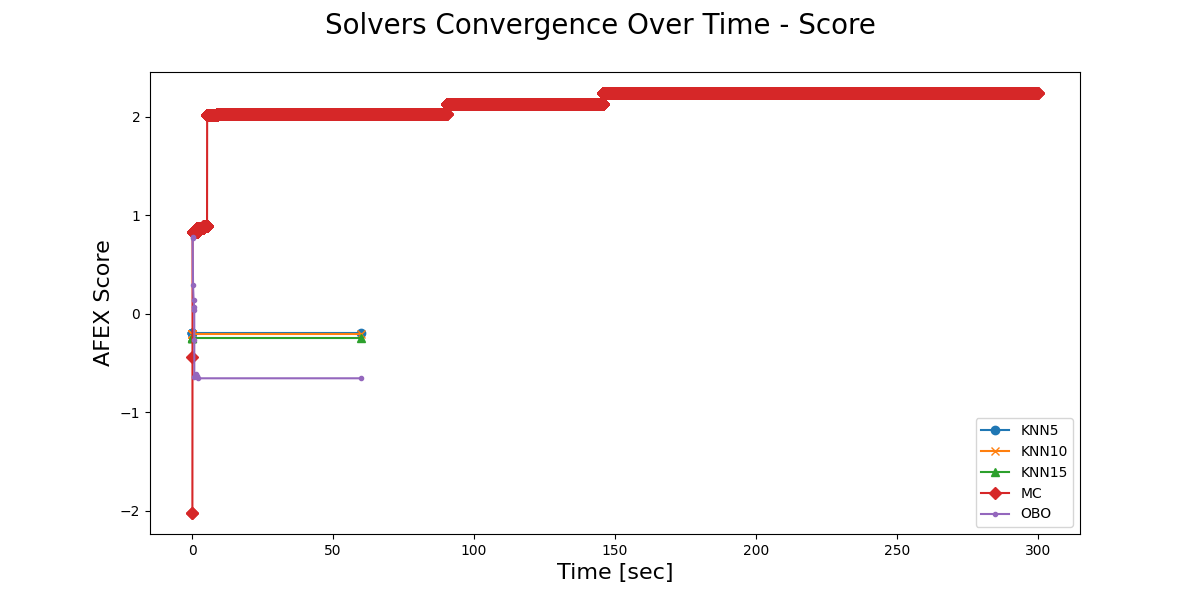 Solvers Convergence Over Time - Score
AFEX Score
2
1
0
−1
−2
0 50 100 150 200 250 300
Time [sec]
KNN5
KNN10
KNN15
MC
OBO